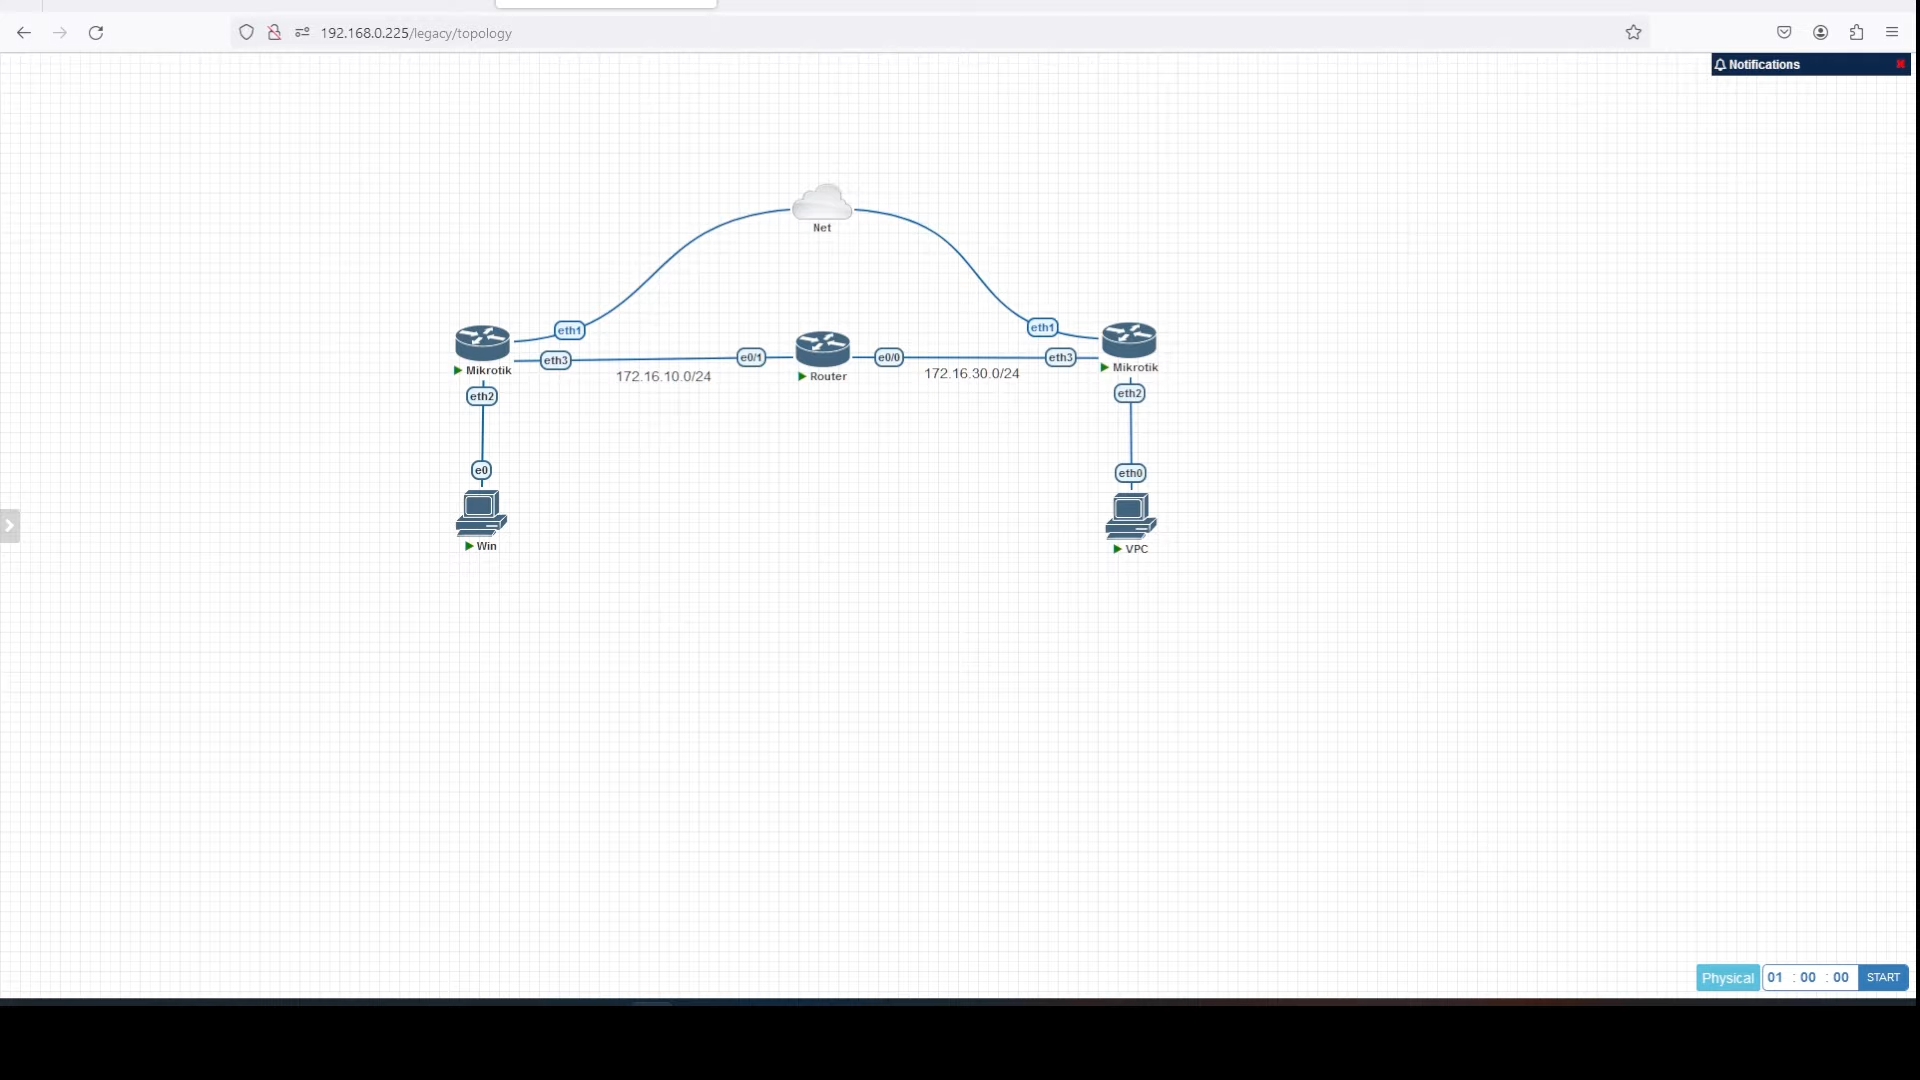 192.168.0.225/legacy/topology
Notifications
Net
eth1
eth1
Mikrotik
eth3
e0/1
Router
e0/0
eth3
Mikrotik
172.16.10.0/24
172.16.30.0/24
eth2
eth2
e0
eth0
Win
VPC
Physical
01 : 00 : 00
START